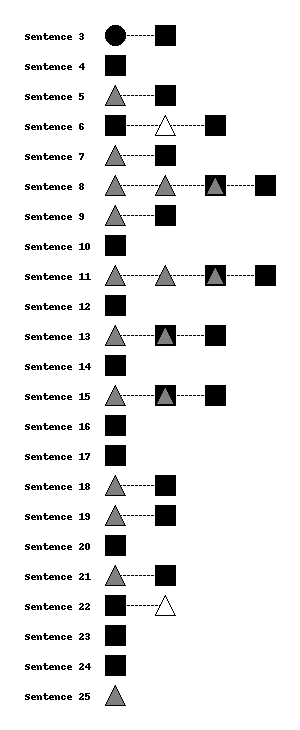 Sentence 3
Sentence 4
Sentence 5
Sentence 6
Sentence 7
Sentence 8
Sentence 9
Sentence 10
Sentence 11
Sentence 12
Sentence 13
Sentence 14
Sentence 15
Sentence 16
Sentence 17
Sentence 18
Sentence 19
Sentence 20
Sentence 21
Sentence 22
Sentence 23
Sentence 24
Sentence 25